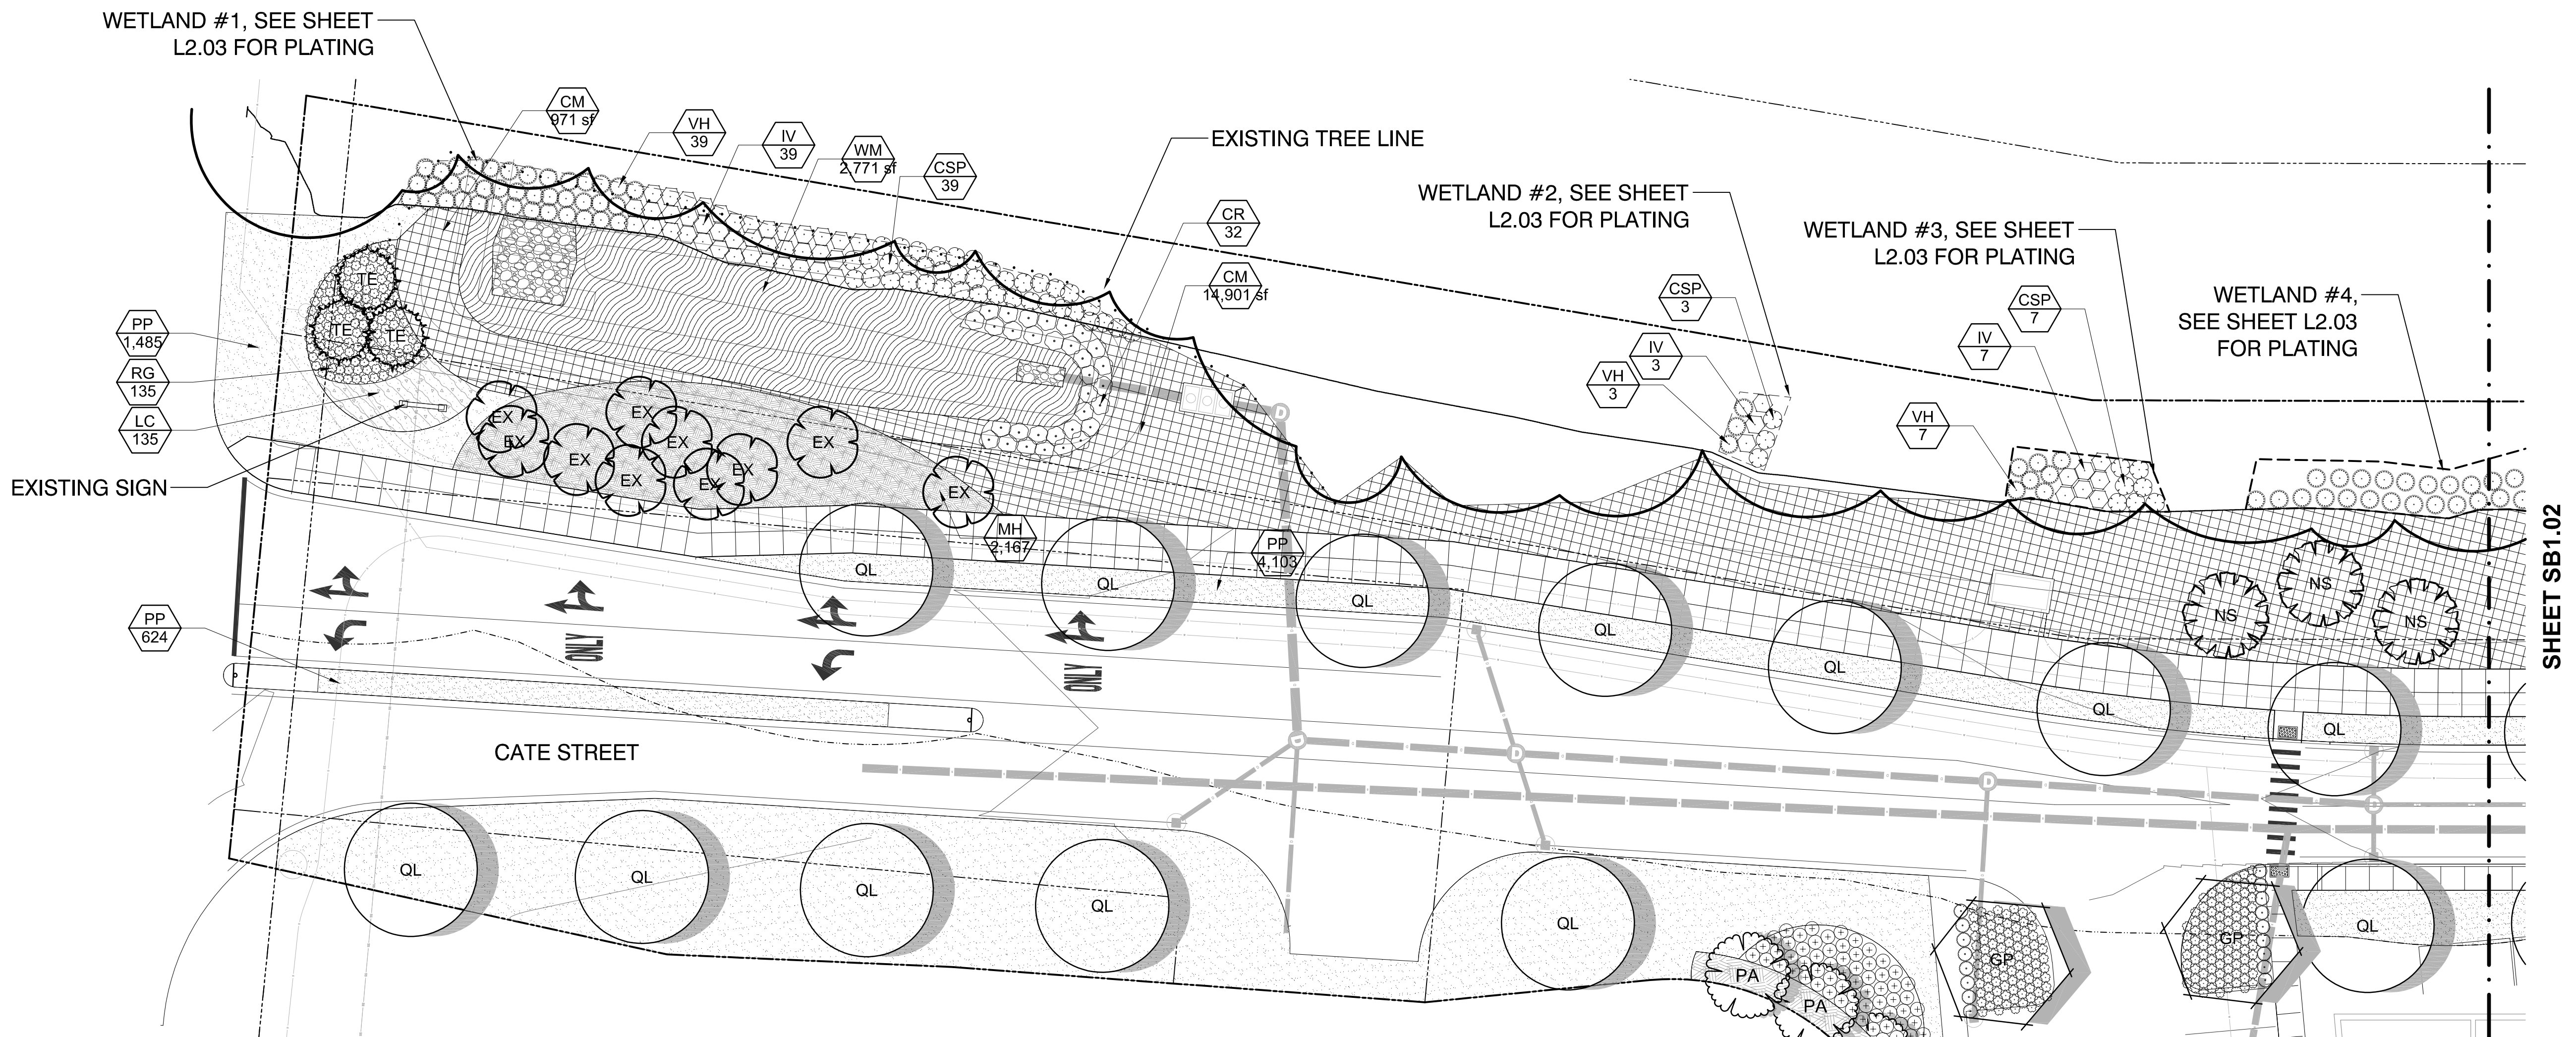 WETLAND #1, SEE SHEET
L2.03 FOR PLATING
CM
971 sf
VH
39
IV
39
WM
2,771 sf
CSP
39
EXISTING TREE LINE
CR
32
CM
14,901 sf
WETLAND #2, SEE SHEET
L2.03 FOR PLATING
WETLAND #3, SEE SHEET
L2.03 FOR PLATING
WETLAND #4,
SEE SHEET L2.03
FOR PLATING
CSP
3
IV
3
VH
3
CSP
7
IV
7
VH
7
PP
1,485
RG
135
LC
135
EXISTING SIGN
TE
TE
TE
EX
EX
EX
EX
EX
EX
EX
EX
EX
EX
D
MH
2,167
PP
4,103
QL
QL
QL
QL
QL
QL
QL
NS
NS
NS
SHEET SB1.02
PP
624
ONLY
ONLY
CATE STREET
D
D
D
D
QL
QL
QL
QL
QL
QL
PA
PA
GP
GP